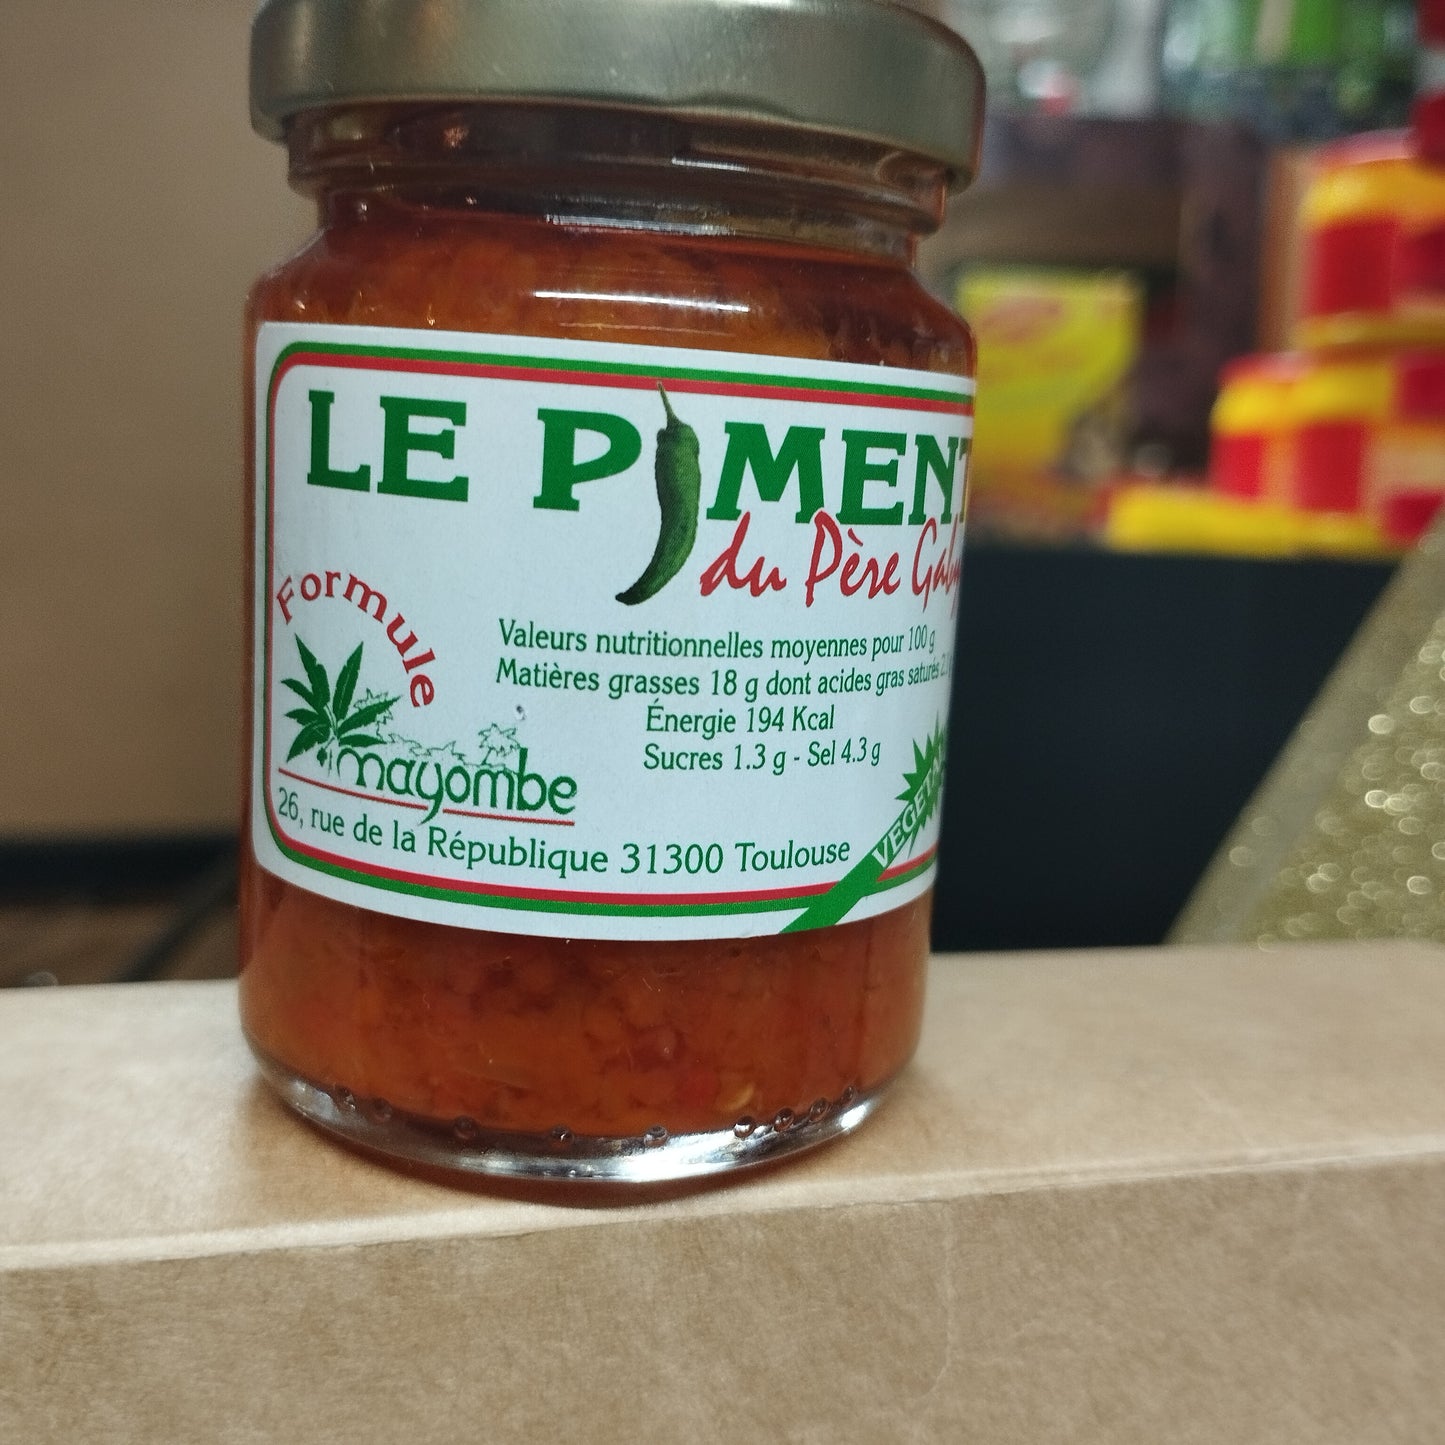 LE PIMENT
du Père Gaby
Formule
mayombe
Valeurs nutritionnelles moyennes pour 100 g
Matières grasses 18 g dont acides gras saturés
Énergie 194 Kcal
Sucres 1.3 g - Sel 4.3 g
26, rue de la République 31300 Toulouse